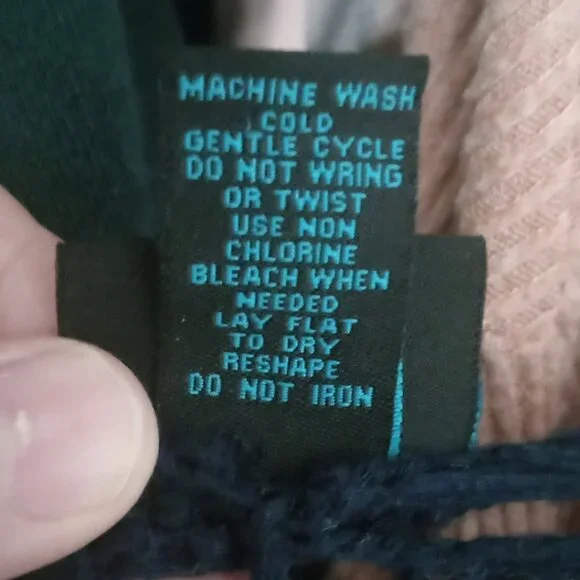 MACHINE WASH
COLD
GENTLE CYCLE
DO NOT WRING
OR TWIST
USE NON
CHLORINE
BLEACH WHEN
NEEDED
LAY FLAT
TO DRY
RESHAPE
DO NOT IRON